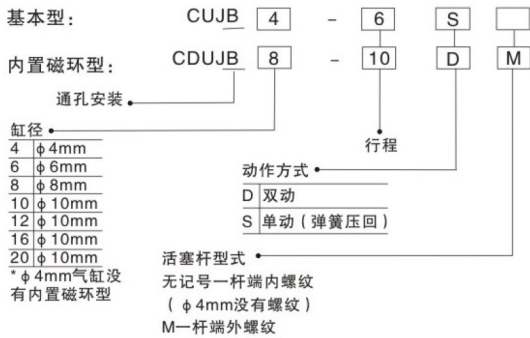 基本型： CUJB 4 - 6 S
内置磁环型： CDUJB 8 - 10 D M
通孔安装
缸径
行程
4 φ4mm
6 φ6mm
8 φ8mm
10 φ10mm
12 φ10mm
16 φ10mm
20 φ10mm
*φ4mm气缸没
有内置磁环型
动作方式
D 双动
S 单动（弹簧压回）
活塞杆型式
无记号一杆端内螺纹
（φ4mm没有螺纹）
M一杆端外螺纹